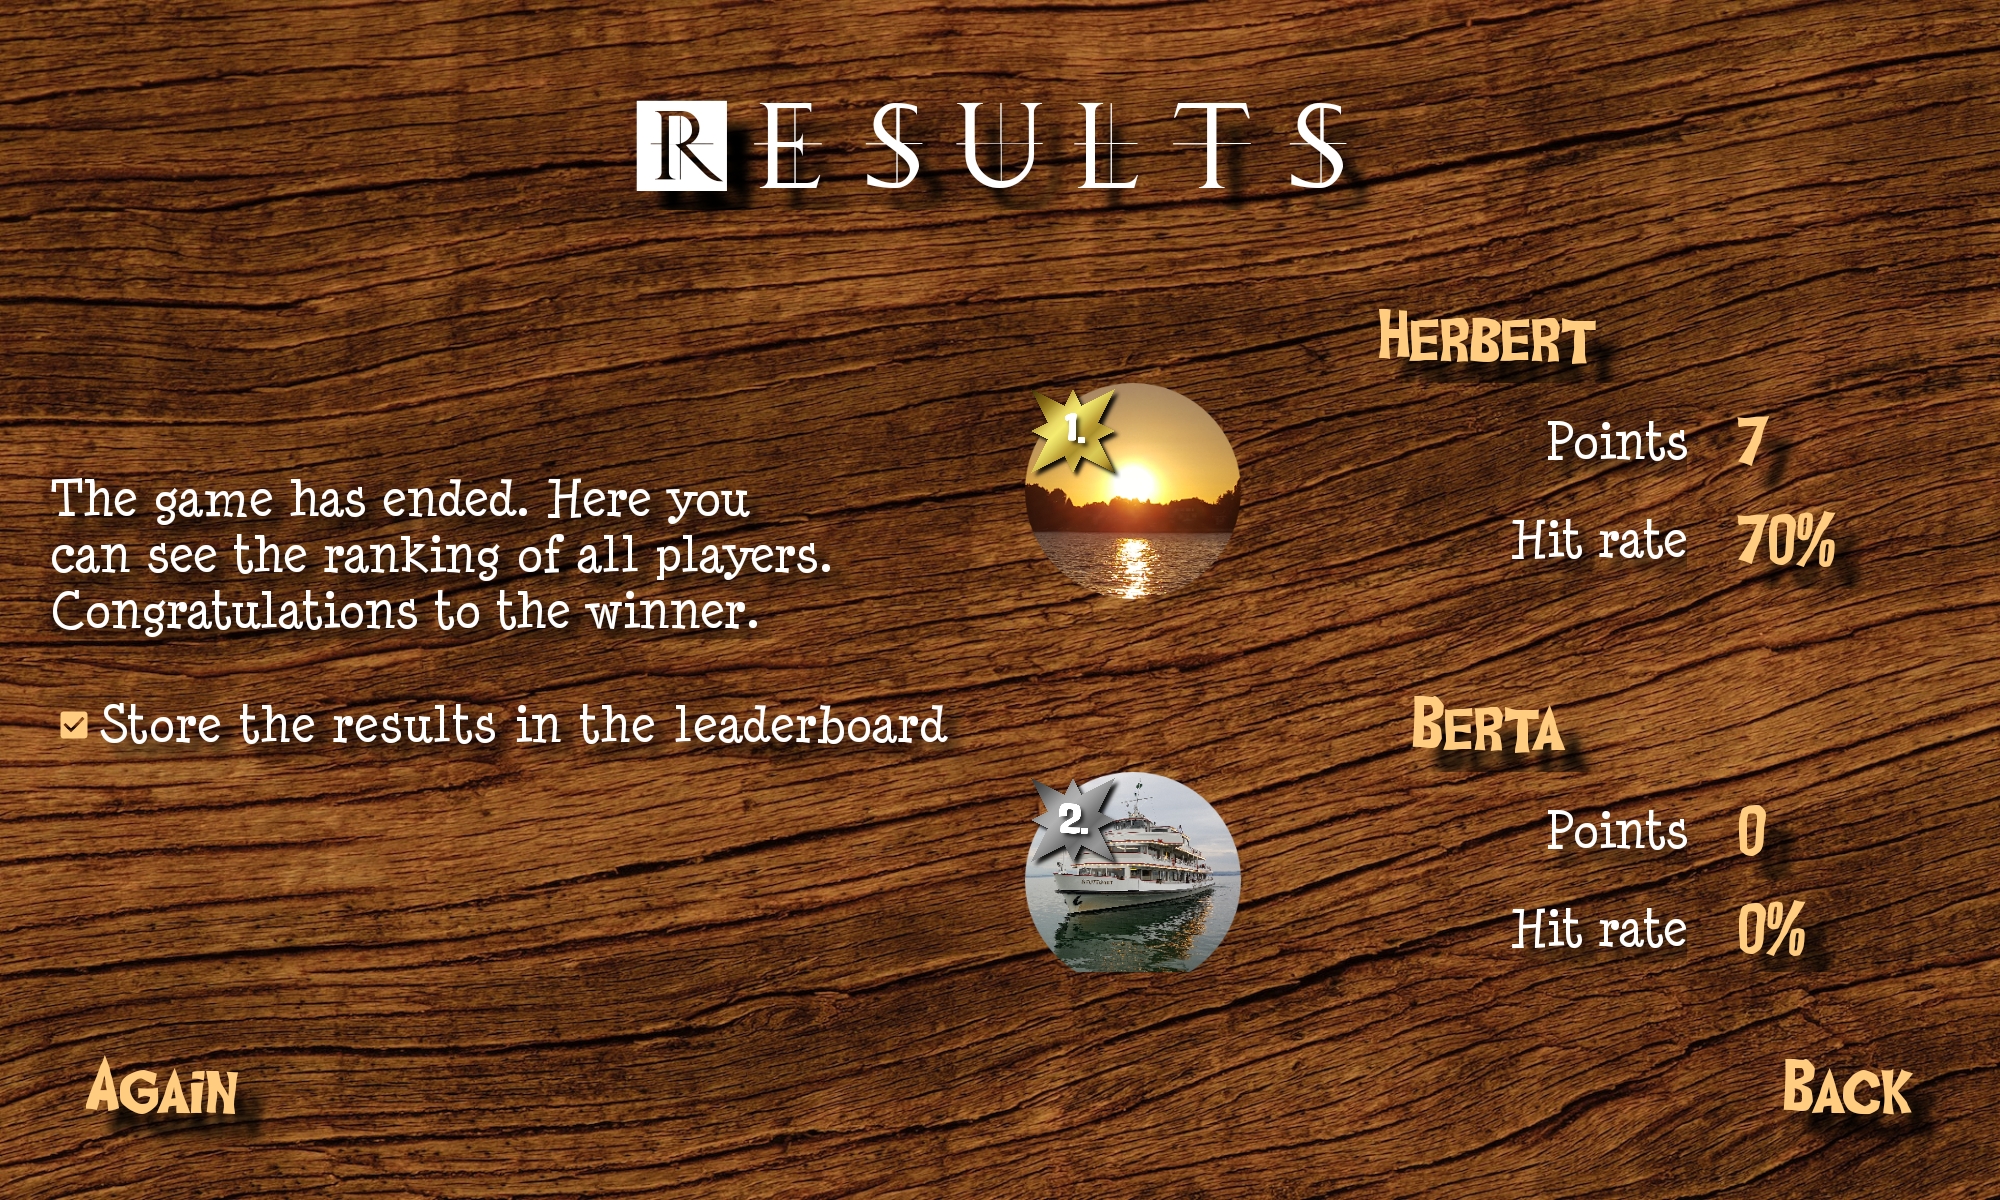 RESULTS
The game has ended. Here you
can see the ranking of all players.
Congratulations to the winner.
Store the results in the leaderboard
1.
Herbert
Points 7
Hit rate 70%
2.
Berta
Points 0
Hit rate 0%
Again
Back